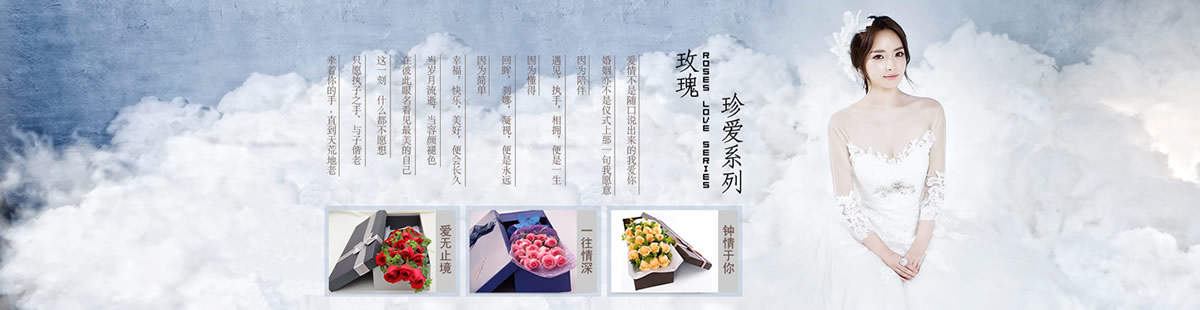 玫瑰
ROSES LOVE SERIES
珍爱系列
爱情不是随口说出来的我爱你
婚姻亦不是仪式上那一句我愿意
因为陪伴
遇见，执手，相拥，便是一生
因为懂得
回眸，刹那，凝视，便是永远
因为简单
幸福，快乐，美好，便会长久
当岁月流逝，当容颜褪色
在彼此眼名看见最美的自己
这一刻 什么都不愿想
只愿执子之手，与子偕老
牵着你的手，直到天荒地老
爱无止境
一往情深
钟情于你